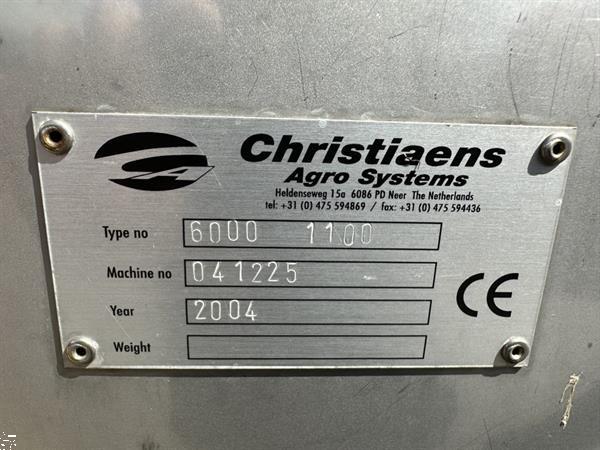 Christiaens
Agro Systems
Heldenseweg 15a 6086 PD Neer The Netherlands
tel: +31 (0) 475 594869 / fax: +31 (0) 475 594436
Type no 6000 1100
Machine no 041225
Year 2004
Weight
CE